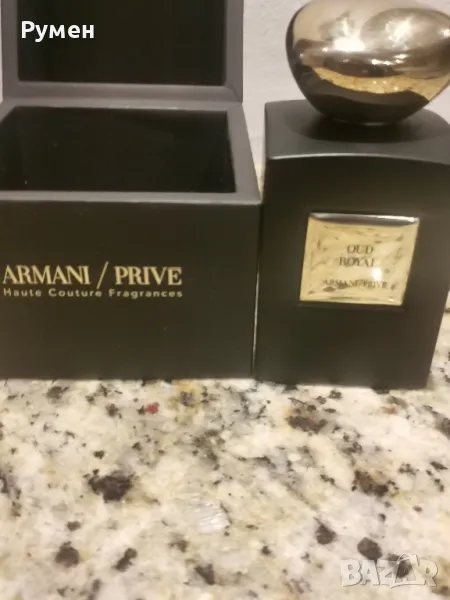 Румен
ARMANI / PRIVE
Haute Couture Fragrances
OUD
ROYAL
ARMANI/PRIVE
BAZAR